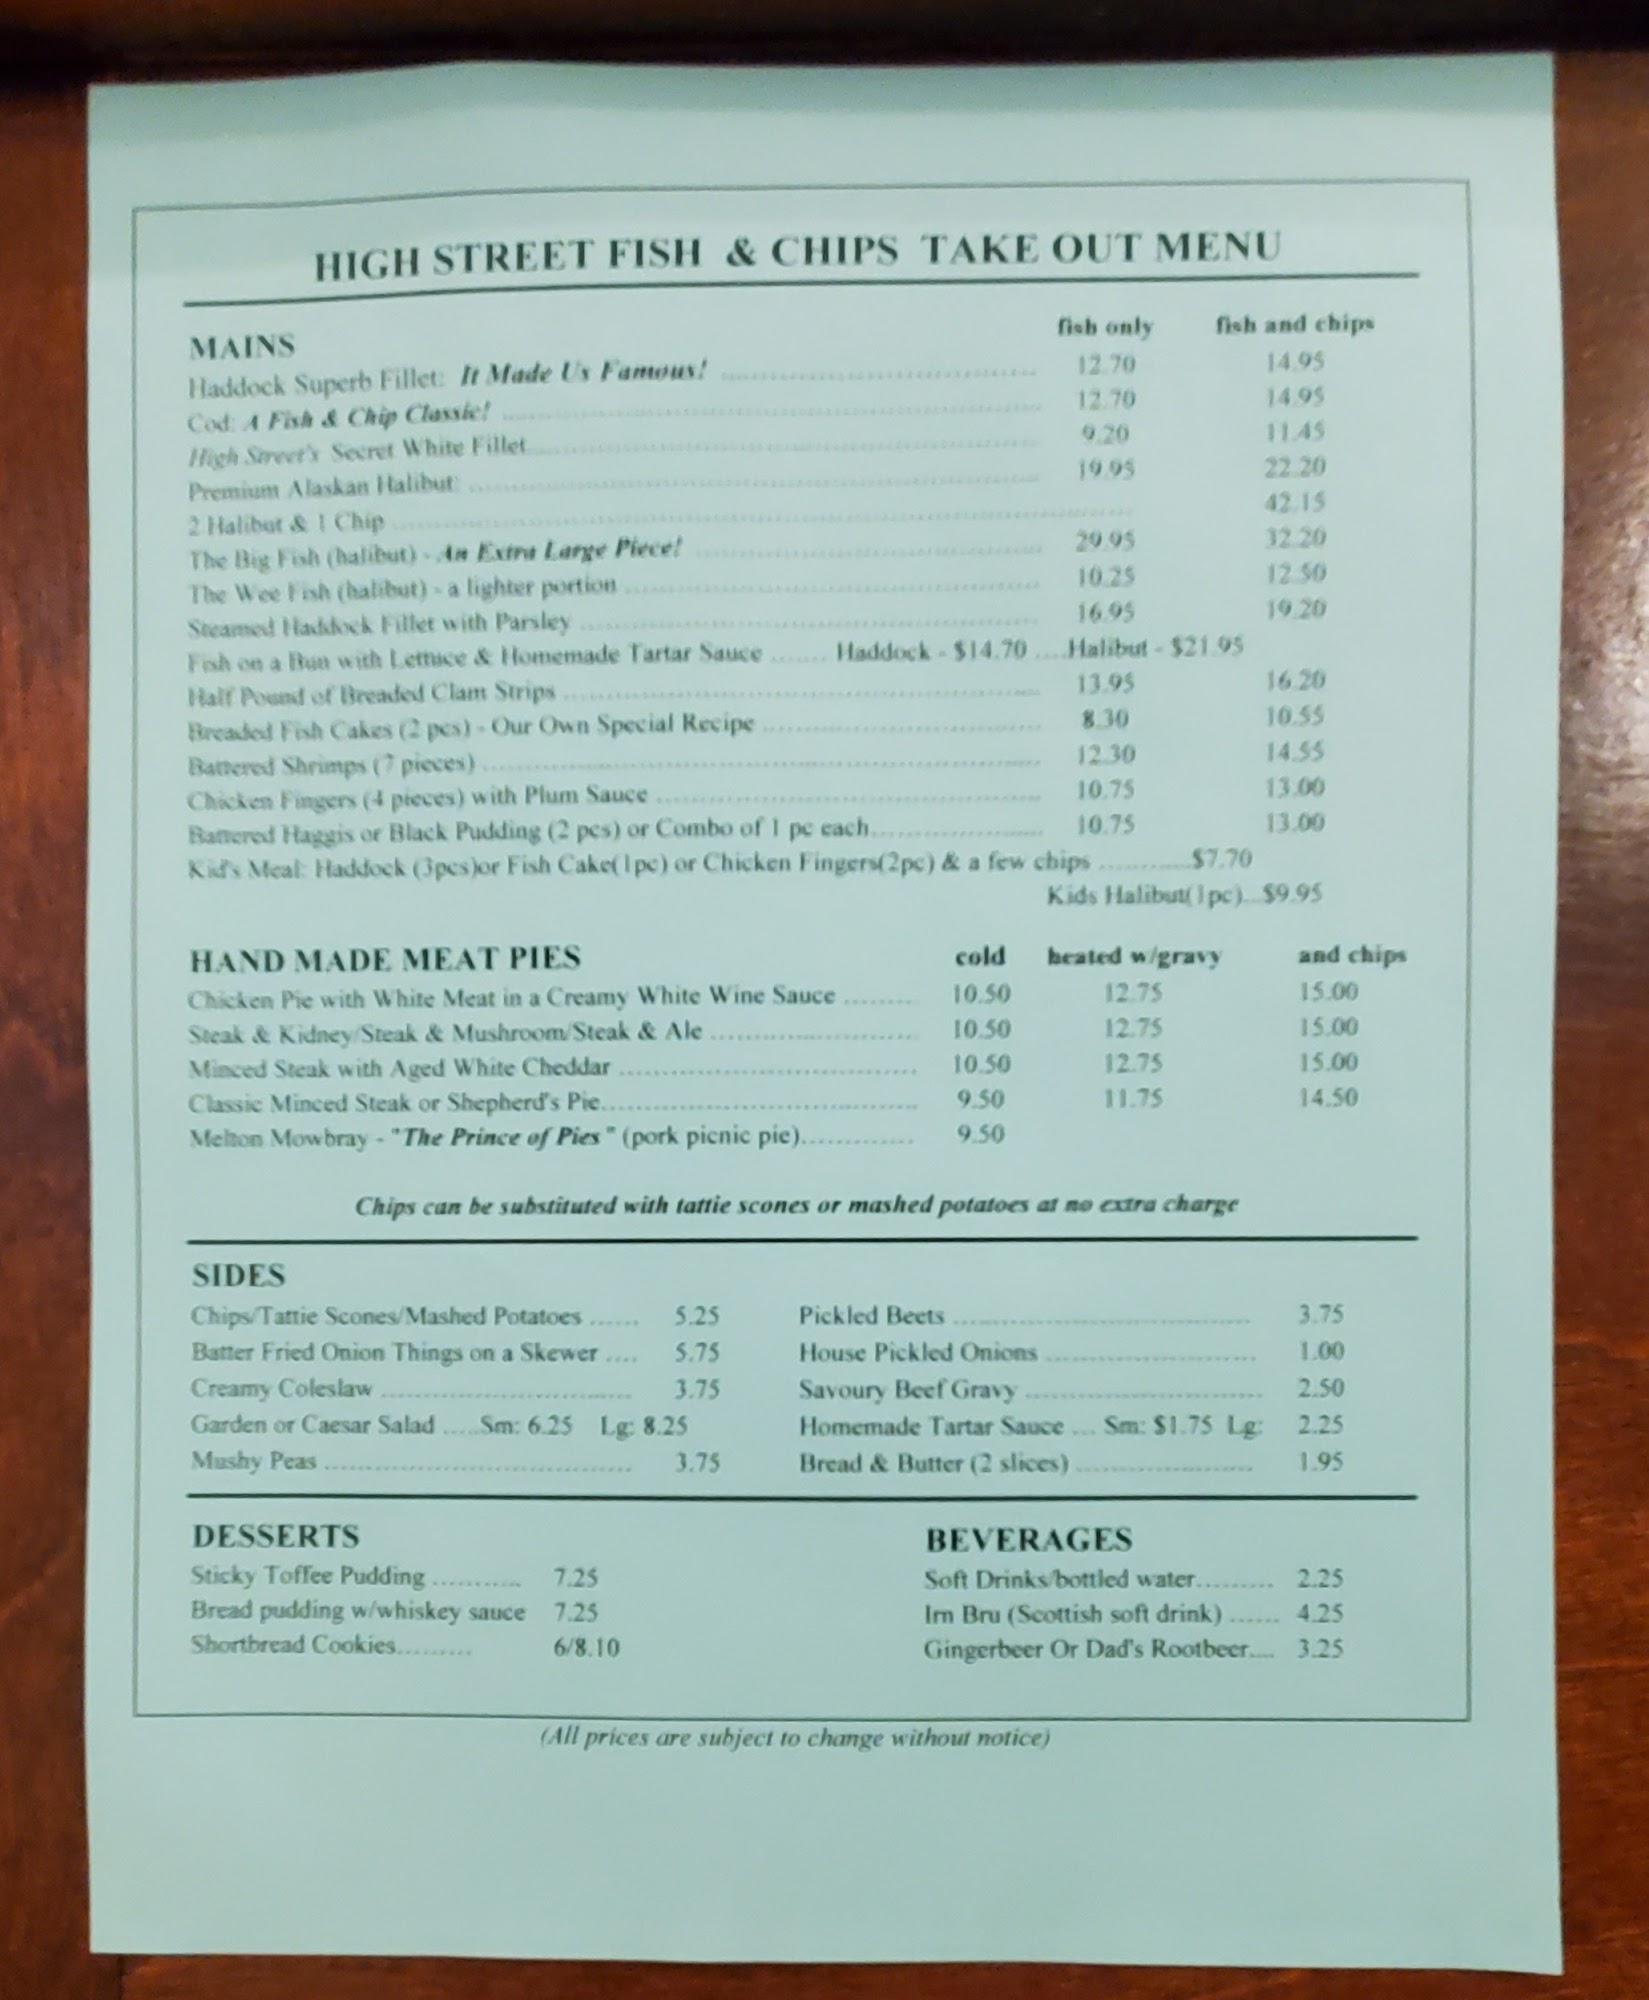 HIGH STREET FISH & CHIPS TAKE OUT MENU
MAINS fish only fish and chips
Haddock Superb Fillet: It Made Us Famous! ........ 12.70 14.95
Cod: A Fish & Chip Classic! ........ 12.70 14.95
High Street's Secret White Fillet ........ 9.20 11.45
Premium Alaskan Halibut: ........ 19.95 22.20
2 Halibut & 1 Chip ........ 42.15
The Big Fish (halibut) - An Extra Large Piece! ........ 29.95 32.20
The Wee Fish (halibut) - a lighter portion ........ 10.25 12.50
Steamed Haddock Fillet with Parsley ........ 16.95 19.20
Fish on a Bun with Lettuce & Homemade Tartar Sauce ....... Haddock - $14.70 ....Halibut - $21.95
Half Pound of Breaded Clam Strips ........ 13.95 16.20
Breaded Fish Cakes (2 pcs) - Our Own Special Recipe ........ 8.30 10.55
Battered Shrimps (7 pieces) ........ 12.30 14.55
Chicken Fingers (4 pieces) with Plum Sauce ........ 10.75 13.00
Battered Haggis or Black Pudding (2 pcs) or Combo of 1 pc each........ 10.75 13.00
Kid's Meal: Haddock (3pcs)or Fish Cake(1pc) or Chicken Fingers(2pc) & a few chips ...........$7.70
Kids Halibut(1pc)...$9.95
HAND MADE MEAT PIES cold heated w/gravy and chips
Chicken Pie with White Meat in a Creamy White Wine Sauce ........ 10.50 12.75 15.00
Steak & Kidney/Steak & Mushroom/Steak & Ale ........ 10.50 12.75 15.00
Minced Steak with Aged White Cheddar ........ 10.50 12.75 15.00
Classic Minced Steak or Shepherd's Pie........ 9.50 11.75 14.50
Melton Mowbray - "The Prince of Pies" (pork picnic pie)........ 9.50
Chips can be substituted with tattie scones or mashed potatoes at no extra charge
SIDES
Chips/Tattie Scones/Mashed Potatoes ...... 5.25 Pickled Beets ........ 3.75
Batter Fried Onion Things on a Skewer .... 5.75 House Pickled Onions ........ 1.00
Creamy Coleslaw ........ 3.75 Savoury Beef Gravy ........ 2.50
Garden or Caesar Salad .....Sm: 6.25 Lg: 8.25 Homemade Tartar Sauce ... Sm: $1.75 Lg: 2.25
Mushy Peas ........ 3.75 Bread & Butter (2 slices) ........ 1.95
DESSERTS BEVERAGES
Sticky Toffee Pudding ........... 7.25 Soft Drinks/bottled water.......... 2.25
Bread pudding w/whiskey sauce 7.25 Irn Bru (Scottish soft drink) ...... 4.25
Shortbread Cookies......... 6/8.10 Gingerbeer Or Dad's Rootbeer.... 3.25
(All prices are subject to change without notice)